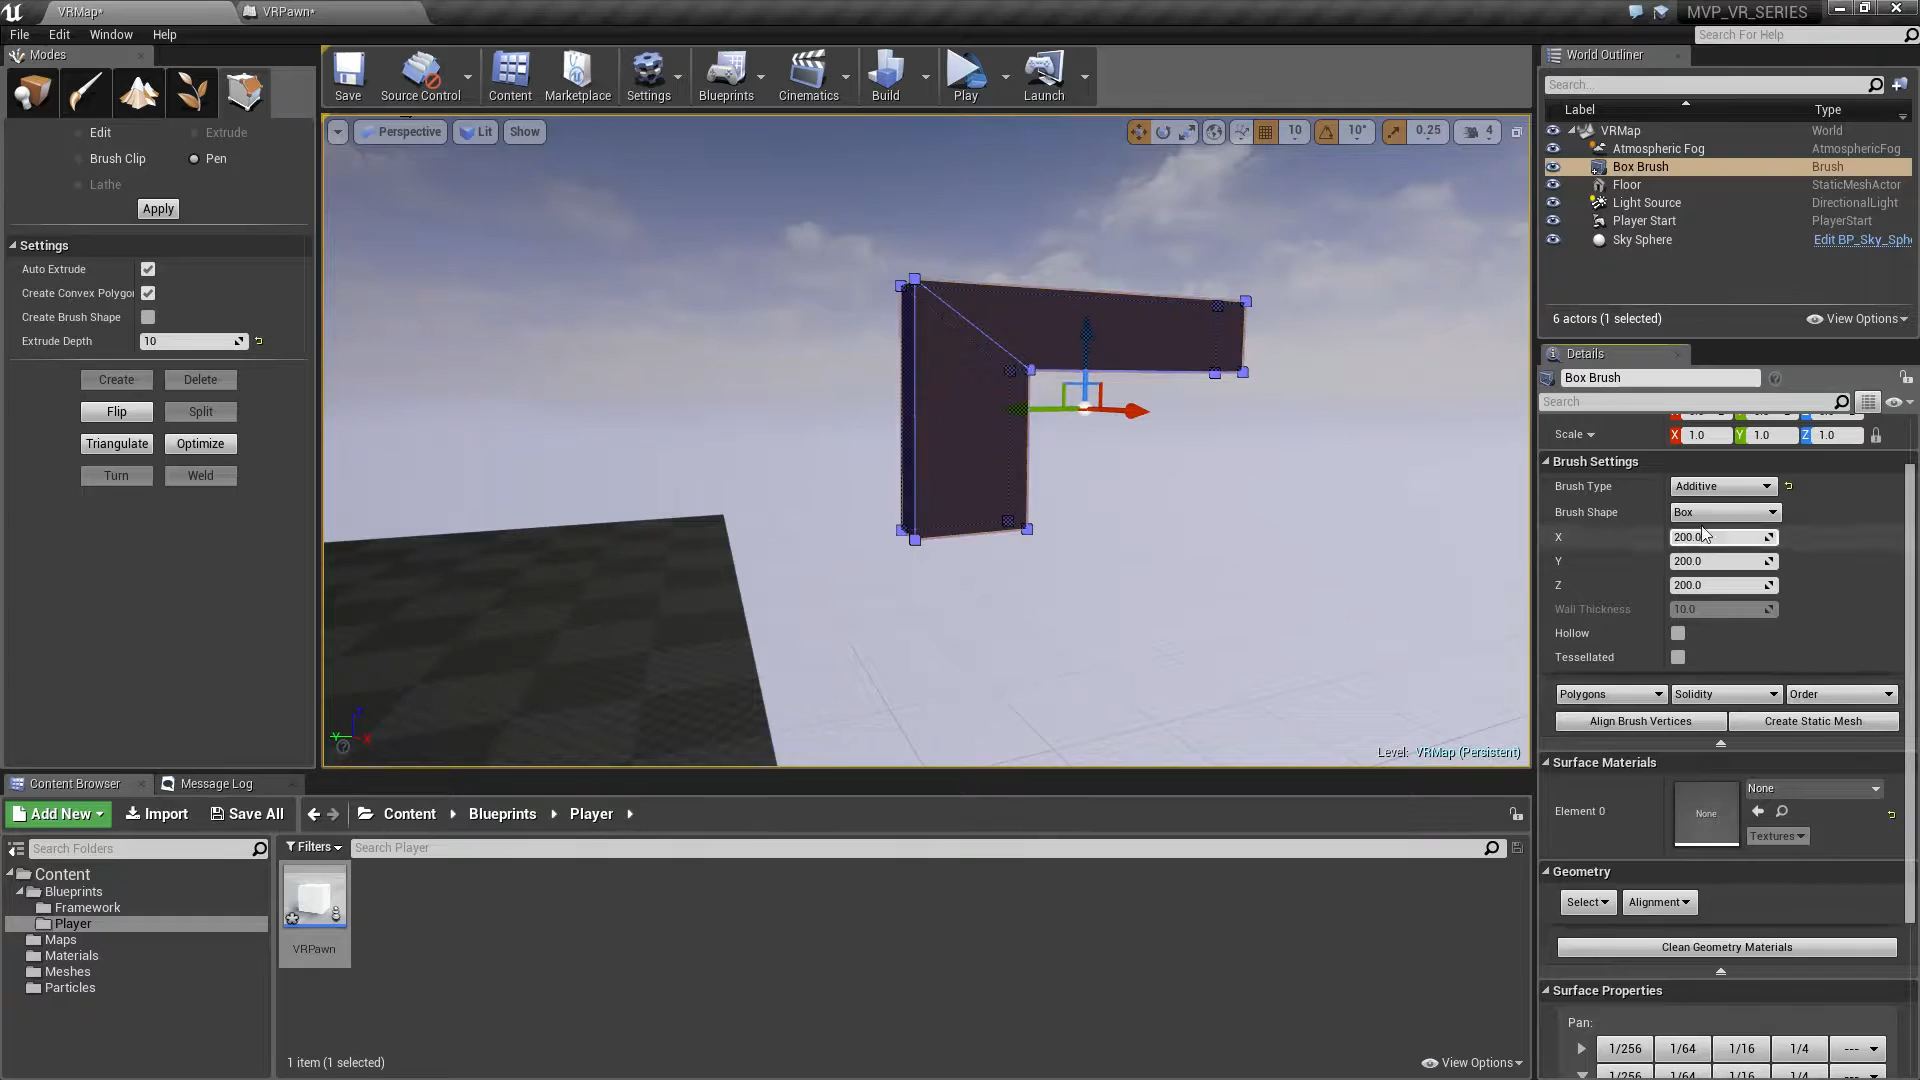 VRMap*
VRPawn*
MVP_VR_SERIES
File
Edit
Window
Help
Search For Help
Modes
Save
Source Control
Content
Marketplace
Settings
Blueprints
Cinematics
Build
Play
Launch
World Outliner
Search...
Label
Type
VRMap
World
Atmospheric Fog
AtmosphericFog
Box Brush
Brush
Floor
StaticMeshActor
Light Source
DirectionalLight
Player Start
PlayerStart
Sky Sphere
Edit BP_Sky_Sph
6 actors (1 selected)
View Options
Edit
Extrude
Brush Clip
Pen
Lathe
Apply
Settings
Auto Extrude
Create Convex Polygo
Create Brush Shape
Extrude Depth
10
Create
Delete
Flip
Split
Triangulate
Optimize
Turn
Weld
Perspective
Lit
Show
10
10°
0.25
4
Level: VRMap (Persistent)
Details
Box Brush
Search
Scale
X 1.0
Y 1.0
Z 1.0
Brush Settings
Brush Type
Additive
Brush Shape
Box
X
200.0
Y
200.0
Z
200.0
Wall Thickness
10.0
Hollow
Tessellated
Polygons
Solidity
Order
Align Brush Vertices
Create Static Mesh
Surface Materials
Element 0
None
None
Textures
Geometry
Select
Alignment
Clean Geometry Materials
Surface Properties
Pan:
1/256
1/64
1/16
1/4
---
Content Browser
Message Log
Add New
Import
Save All
Content
Blueprints
Player
Search Folders
Filters
Search Player
Content
Blueprints
Framework
Player
Maps
Materials
Meshes
Particles
VRPawn
1 item (1 selected)
View Options